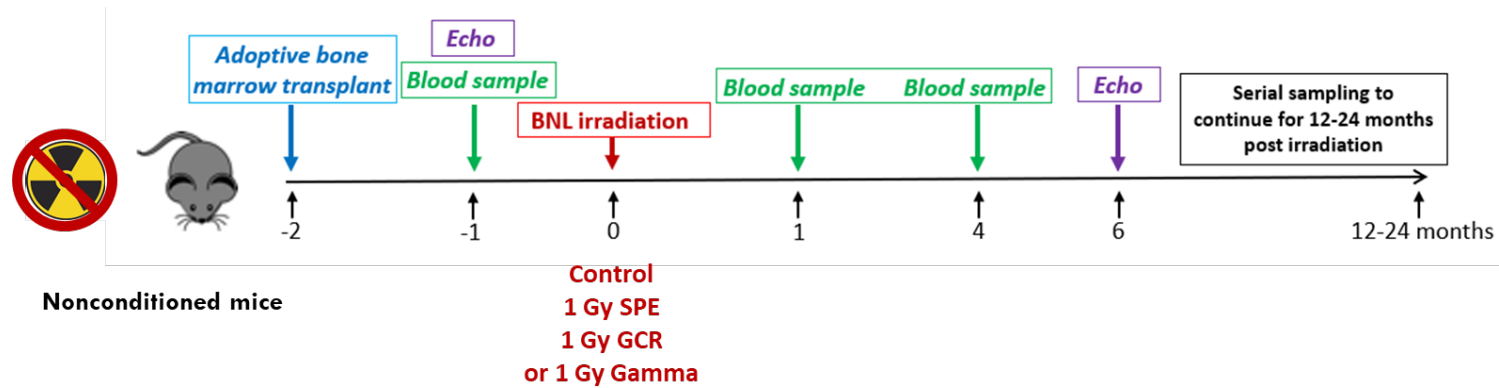 Adoptive bone
marrow transplant
Echo
Blood sample
BNL irradiation
Blood sample Blood sample
Echo
Serial sampling to
continue for 12-24 months
post irradiation
-2 -1 0 1 4 6 12-24 months
Nonconditioned mice
Control
1 Gy SPE
1 Gy GCR
or 1 Gy Gamma